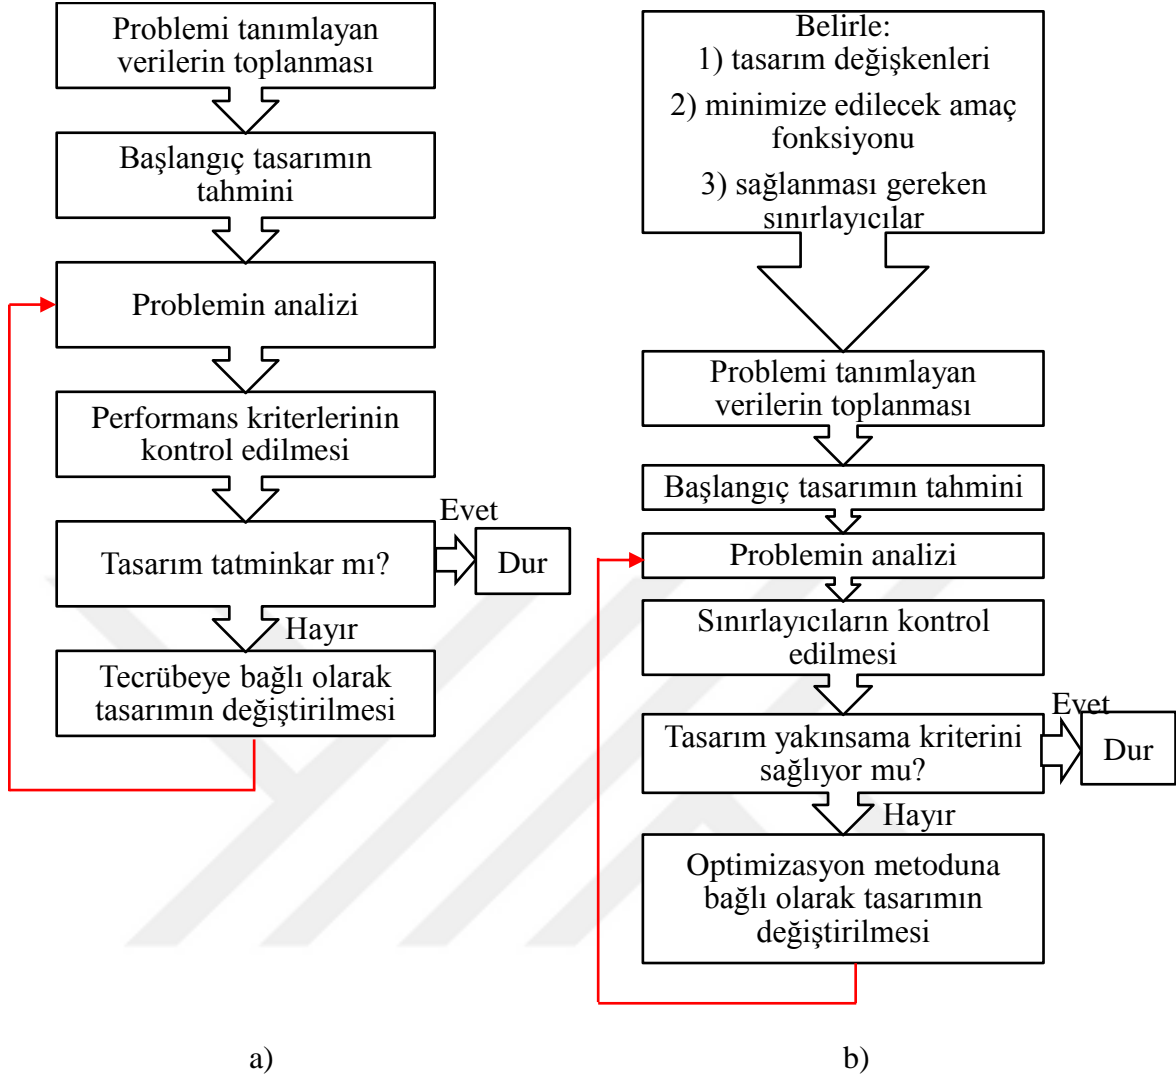 Problemi tanımlayan
verilerin toplanması
Başlangıç tasarımın
tahmini
Problemin analizi
Performans kriterlerinin
kontrol edilmesi
Tasarım tatminkar mı?
Evet
Dur
Hayır
Tecrübeye bağlı olarak
tasarımın değiştirilmesi
a)
Belirle:
1) tasarım değişkenleri
2) minimize edilecek amaç
fonksiyonu
3) sağlanması gereken
sınırlayıcılar
Problemi tanımlayan
verilerin toplanması
Başlangıç tasarımın tahmini
Problemin analizi
Sınırlayıcıların kontrol
edilmesi
Tasarım yakınsama kriterini
sağlıyor mu?
Evet
Dur
Hayır
Optimizasyon metoduna
bağlı olarak tasarımın
değiştirilmesi
b)